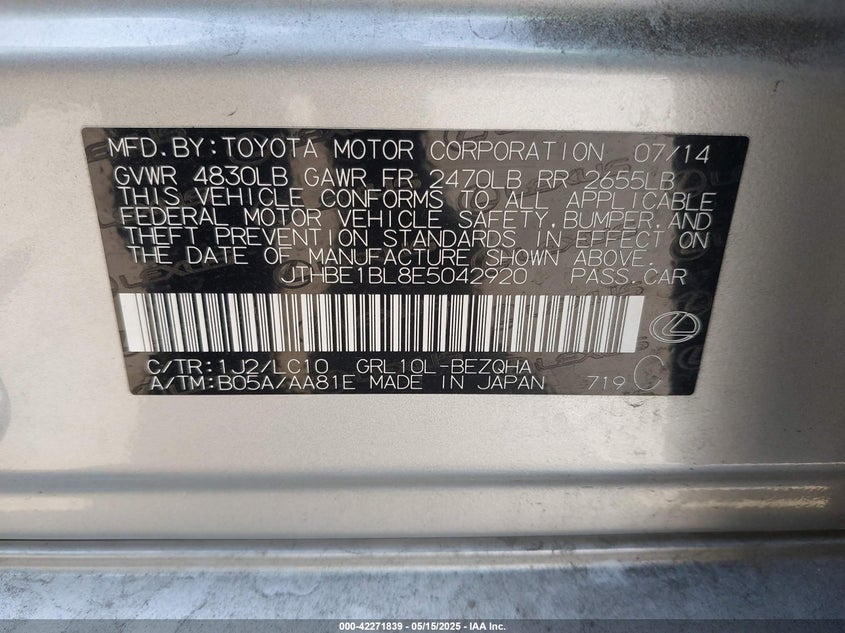 MFD.BY:TOYOTA MOTOR CORPORATION 07/14
GVWR 4830LB GAWR FR 2470LB RR 2655LB
THIS VEHICLE CONFORMS TO ALL APPLICABLE
FEDERAL MOTOR VEHICLE SAFETY,BUMPER,AND
THEFT PREVENTION STANDARDS IN EFFECT ON
THE DATE OF MANUFACTURE SHOWN ABOVE.
JTHBE1BL8E5042920 PASS.CAR
C/TR:1J2/LC10 GRL10L-BEZQHA
A/TM:B05A/AA81E MADE IN JAPAN 719 C
000-42271839 - 05/15/2025 - IAA Inc.